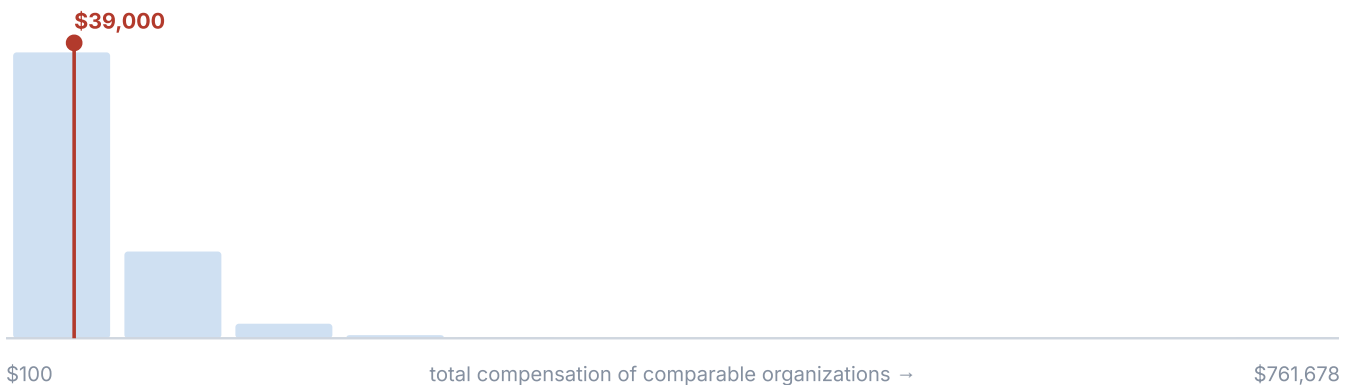 $39,000
$100 total compensation of comparable organizations → $761,678